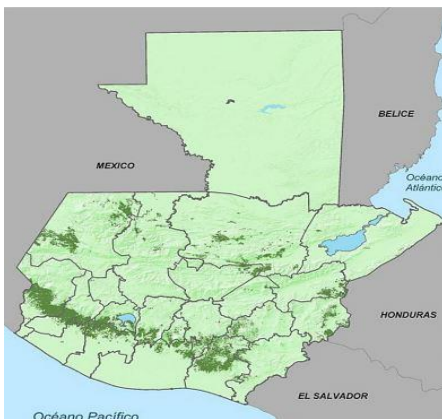 BELICE
MEXICO
Océano
Atlántico
HONDURAS
EL SALVADOR
Océano Pacífico